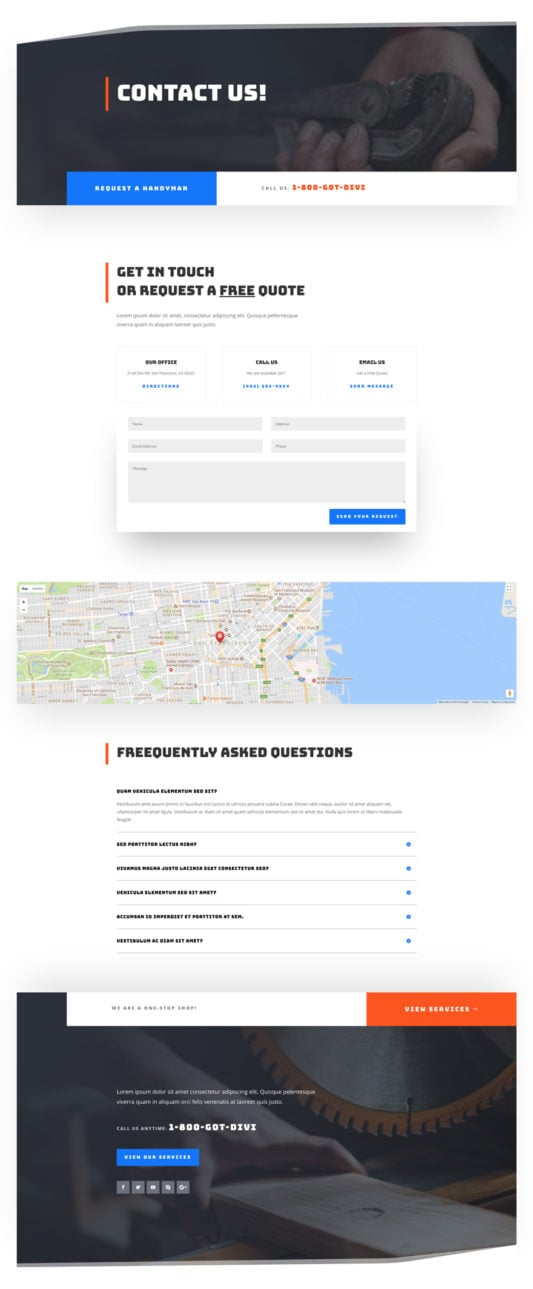 CONTACT US!
REQUEST A HANDYMAN
CALL US: 1-800-GOT-DIVI
GET IN TOUCH
OR REQUEST A FREE QUOTE
Lorem ipsum dolor sit amet, consectetur adipiscing elit. Quisque pellentesque
viverra quam in aliquam laoreet quis justo.
OUR OFFICE
CALL US
EMAIL US
We are available 24/7
Get a Free Quote
DIRECTIONS
SEND MESSAGE
Name
Address
Email Address
Phone
Message
SEND YOUR REQUEST
Map
Satellite
FREEQUENTLY ASKED QUESTIONS
QUAM VEHICULA ELEMENTUM SED SIT?
Vestibulum ante ipsum primis in faucibus orci luctus et ultrices posuere cubilia Curae; Donec velit neque, auctor sit amet aliquam vel,
ullamcorper sit amet ligula. Vestibulum ac diam sit amet quam vehicula elementum sed sit amet dui. Nulla quis lorem ut libero malesuada
feugiat.
SED PORTTITOR LECTUS NIBH?
VIVAMUS MAGNA JUSTO LACINIA EGET CONSECTETUR SED?
VEHICULA ELEMENTUM SED SIT AMET?
ACCUMSAN ID IMPERDIET ET PORTTITOR AT SEM.
VESTIBULUM AC DIAM SIT AMET?
WE ARE A ONE-STOP SHOP!
VIEW SERVICES →
Lorem ipsum dolor sit amet consectetur adipiscing elit. Quisque pelentesque
viverra quam in aliquam orci felis venenatis at laoreet quis justo.
CALL US ANYTIME: 1-800-GOT-DIVI
VIEW OUR SERVICES